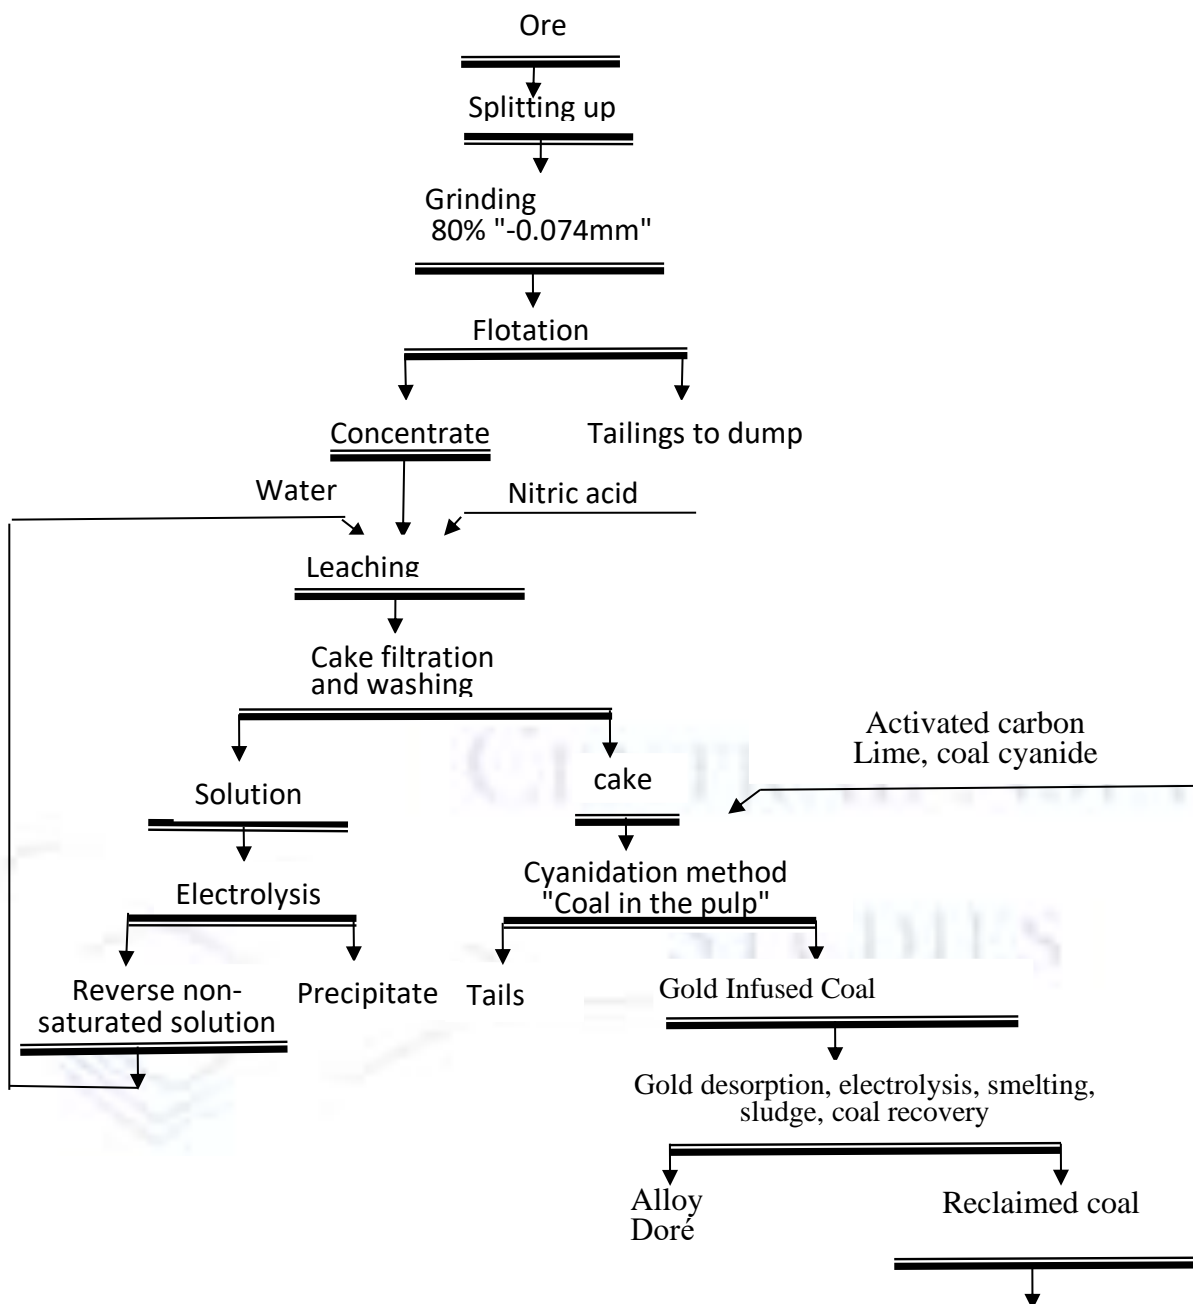 Ore
Splitting up
Grinding
80% "-0.074mm"
Flotation
Concentrate
Tailings to dump
Water
Nitric acid
Leaching
Cake filtration
and washing
Activated carbon
Lime, coal cyanide
Solution
cake
Cyanidation method
"Coal in the pulp"
Electrolysis
Reverse non-
saturated solution
Precipitate
Tails
Gold Infused Coal
Gold desorption, electrolysis, smelting,
sludge, coal recovery
Alloy
Doré
Reclaimed coal